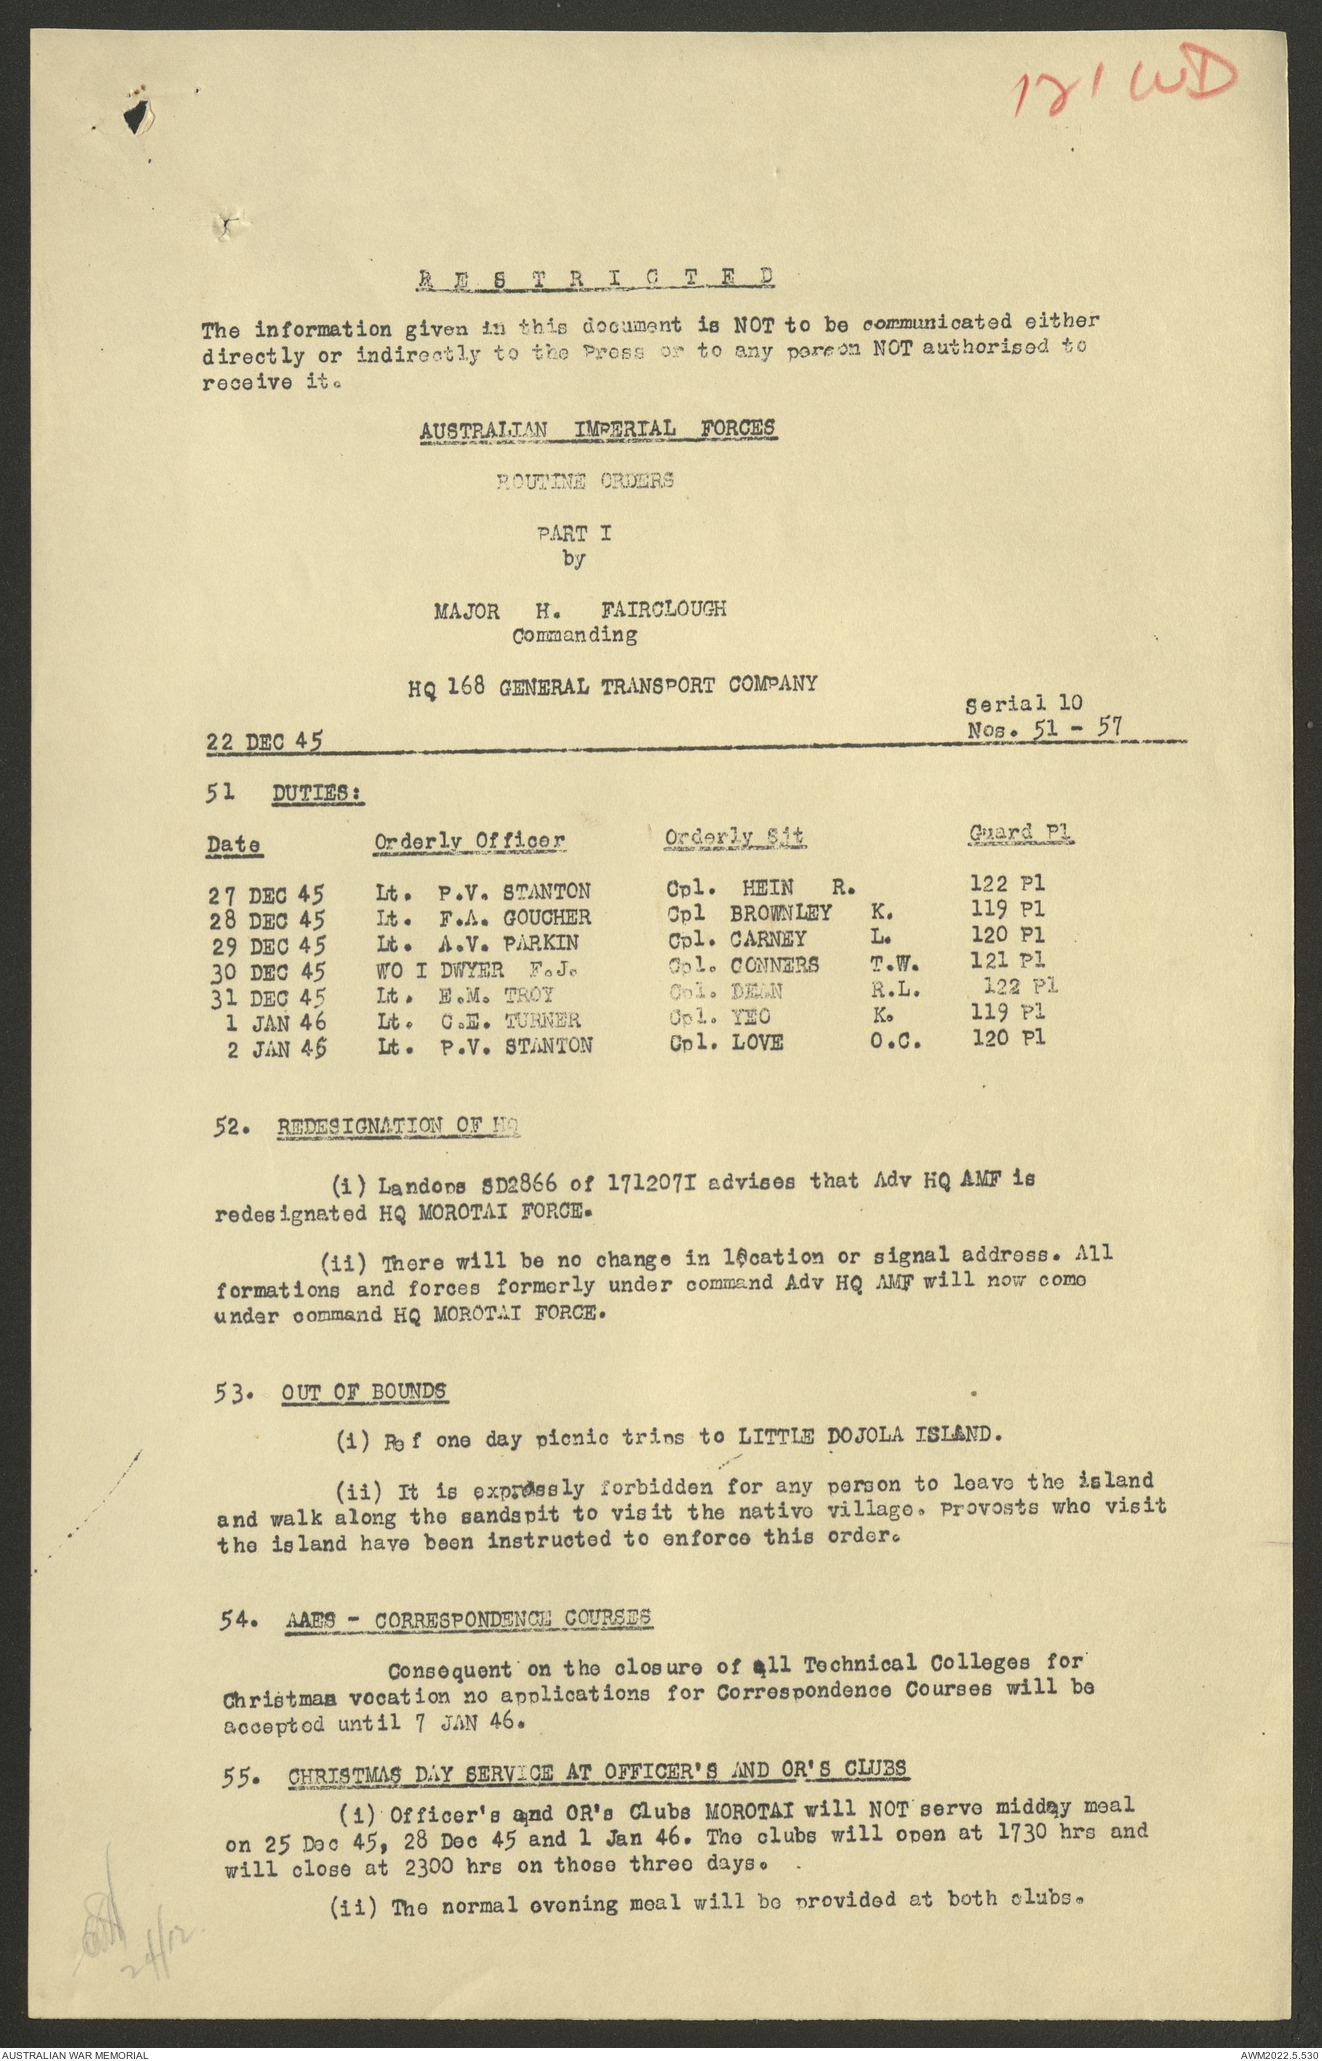 121 WD
RESTRICTED
The information given in this document is NOT to be communicated either
directly or indirectly to the Press or to any person NOT authorised to
receive it.
AUSTRALIAN IMPERIAL FORCES
ROUTINE ORDERS
PART I
by
MAJOR H. FAIRCLOUGH
Commanding
HQ 168 GENERAL TRANSPORT COMPANY
Serial 10
22 DEC 45 Nos. 51 - 57
51 DUTIES:
Date Orderly Officer Orderly Sjt Guard Pl
27 DEC 45 Lt. P.V. STANTON Cpl. HEIN R. 122 Pl
28 DEC 45 Lt. F.A. GOUCHER Cpl BROWNLEY K. 119 Pl
29 DEC 45 Lt. A.V. PARKIN Cpl. CARNEY L. 120 Pl
30 DEC 45 WO I DWYER F.J. Cpl. CONNERS T.W. 121 Pl
31 DEC 45 Lt. E.M. TROY Cpl. DEAN R.L. 122 Pl
1 JAN 46 Lt. C.E. TURNER Cpl. YEO K. 119 Pl
2 JAN 46 Lt. P.V. STANTON Cpl. LOVE O.C. 120 Pl
52. REDESIGNATION OF HQ
(i) Landops SD2866 of 171207I advises that Adv HQ AMF is
redesignated HQ MOROTAI FORCE.
(ii) There will be no change in location or signal address. All
formations and forces formerly under command Adv HQ AMF will now come
under command HQ MOROTAI FORCE.
53. OUT OF BOUNDS
(i) Ref one day picnic trips to LITTLE DOJOLA ISLAND.
(ii) It is expressly forbidden for any person to leave the island
and walk along the sandspit to visit the native village. Provosts who visit
the island have been instructed to enforce this order.
54. AAES - CORRESPONDENCE COURSES
Consequent on the closure of all Technical Colleges for
Christmas vocation no applications for Correspondence Courses will be
accepted until 7 JAN 46.
55. CHRISTMAS DAY SERVICE AT OFFICER'S AND OR'S CLUBS
(i) Officer's and OR's Clubs MOROTAI will NOT serve midday meal
on 25 Dec 45, 28 Dec 45 and 1 Jan 46. The clubs will open at 1730 hrs and
will close at 2300 hrs on those three days.
(ii) The normal evening meal will be provided at both clubs.
24/12
AUSTRALIAN WAR MEMORIAL AWM2022.5.530